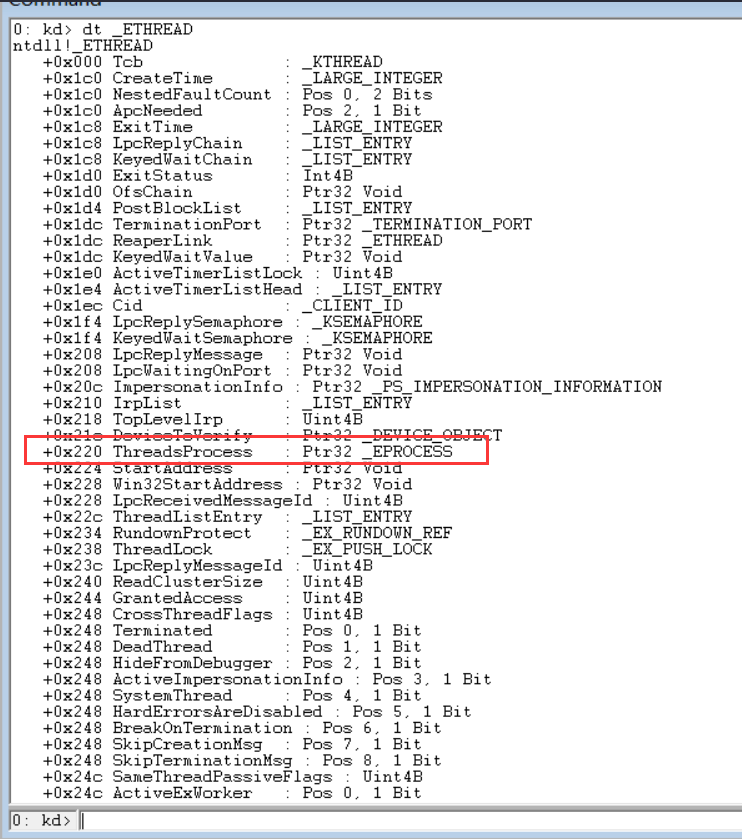 Command
0: kd> dt _ETHREAD
ntdll!_ETHREAD
+0x000 Tcb : _KTHREAD
+0x1c0 CreateTime : _LARGE_INTEGER
+0x1c0 NestedFaultCount : Pos 0, 2 Bits
+0x1c0 ApcNeeded : Pos 2, 1 Bit
+0x1c8 ExitTime : _LARGE_INTEGER
+0x1c8 LpcReplyChain : _LIST_ENTRY
+0x1c8 KeyedWaitChain : _LIST_ENTRY
+0x1d0 ExitStatus : Int4B
+0x1d0 OfsChain : Ptr32 Void
+0x1d4 PostBlockList : _LIST_ENTRY
+0x1dc TerminationPort : Ptr32 _TERMINATION_PORT
+0x1dc ReaperLink : Ptr32 _ETHREAD
+0x1dc KeyedWaitValue : Ptr32 Void
+0x1e0 ActiveTimerListLock : Uint4B
+0x1e4 ActiveTimerListHead : _LIST_ENTRY
+0x1ec Cid : _CLIENT_ID
+0x1f4 LpcReplySemaphore : _KSEMAPHORE
+0x1f4 KeyedWaitSemaphore : _KSEMAPHORE
+0x208 LpcReplyMessage : Ptr32 Void
+0x208 LpcWaitingOnPort : Ptr32 Void
+0x20c ImpersonationInfo : Ptr32 _PS_IMPERSONATION_INFORMATION
+0x210 IrpList : _LIST_ENTRY
+0x218 TopLevelIrp : Uint4B
+0x21c DeviceToVerify : Ptr32 _DEVICE_OBJECT
+0x220 ThreadsProcess : Ptr32 _EPROCESS
+0x224 StartAddress : Ptr32 Void
+0x228 Win32StartAddress : Ptr32 Void
+0x228 LpcReceivedMessageId : Uint4B
+0x22c ThreadListEntry : _LIST_ENTRY
+0x234 RundownProtect : _EX_RUNDOWN_REF
+0x238 ThreadLock : _EX_PUSH_LOCK
+0x23c LpcReplyMessageId : Uint4B
+0x240 ReadClusterSize : Uint4B
+0x244 GrantedAccess : Uint4B
+0x248 CrossThreadFlags : Uint4B
+0x248 Terminated : Pos 0, 1 Bit
+0x248 DeadThread : Pos 1, 1 Bit
+0x248 HideFromDebugger : Pos 2, 1 Bit
+0x248 ActiveImpersonationInfo : Pos 3, 1 Bit
+0x248 SystemThread : Pos 4, 1 Bit
+0x248 HardErrorsAreDisabled : Pos 5, 1 Bit
+0x248 BreakOnTermination : Pos 6, 1 Bit
+0x248 SkipCreationMsg : Pos 7, 1 Bit
+0x248 SkipTerminationMsg : Pos 8, 1 Bit
+0x24c SameThreadPassiveFlags : Uint4B
+0x24c ActiveExWorker : Pos 0, 1 Bit
0: kd>